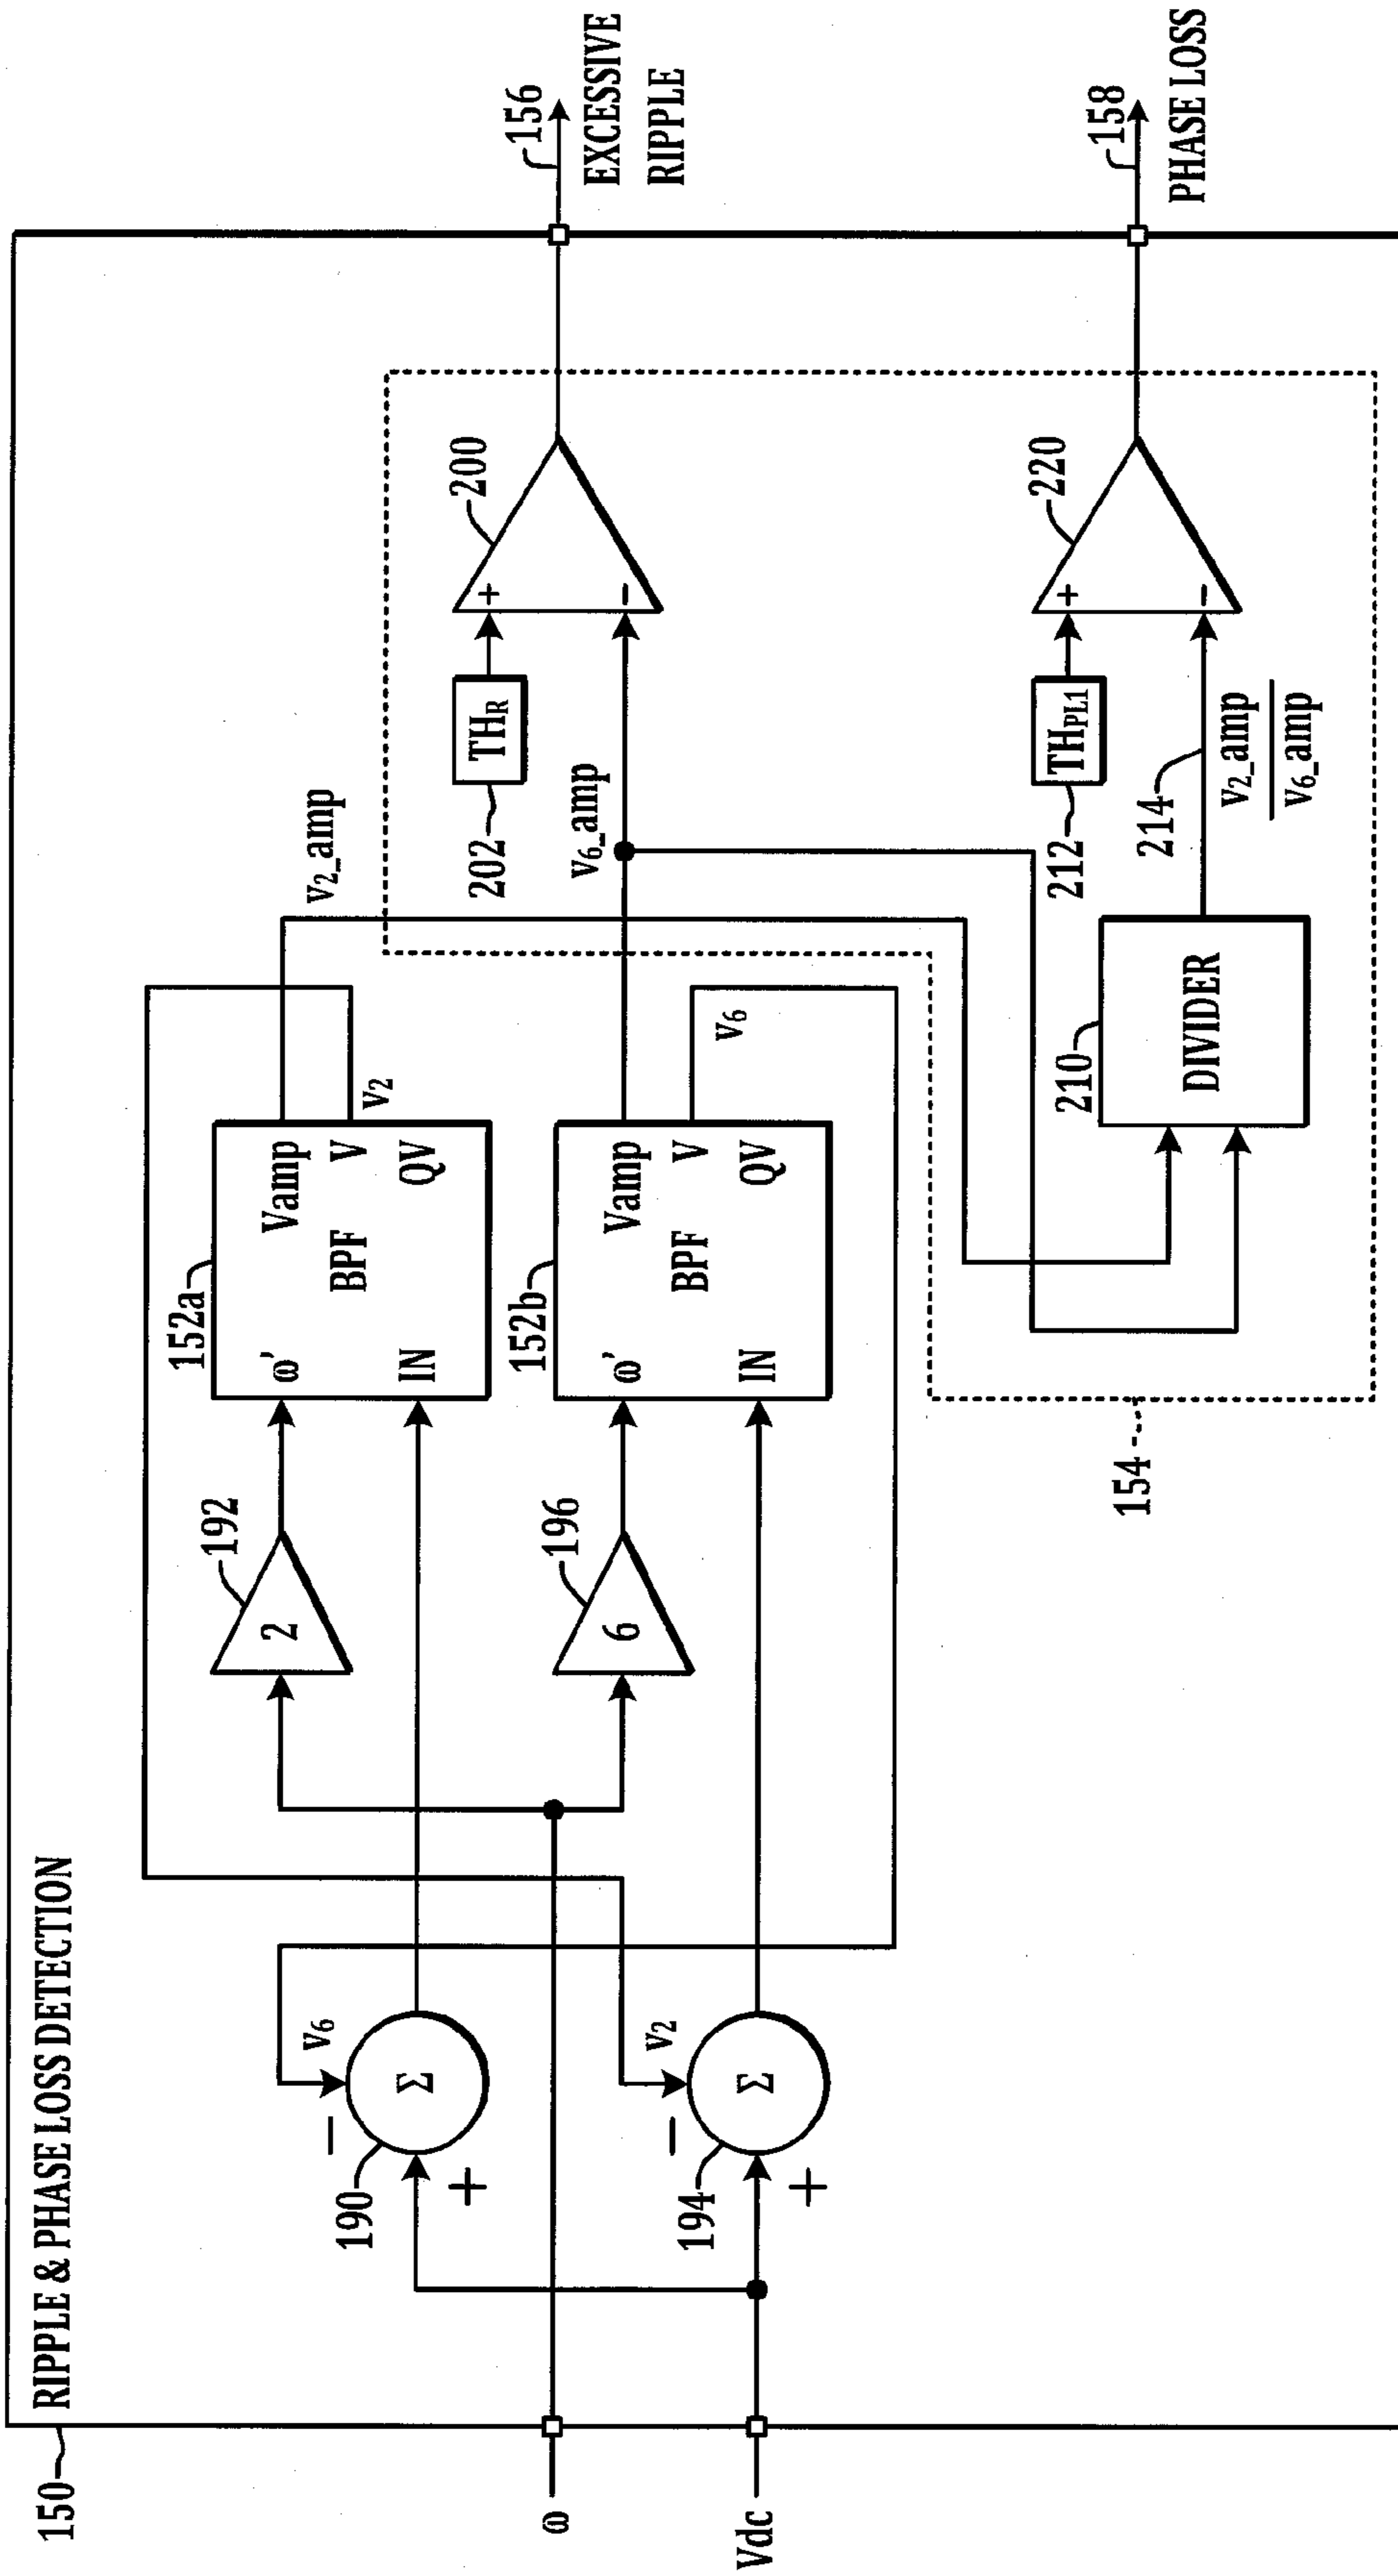 150
RIPPLE & PHASE LOSS DETECTION
ω
Vdc
190
v6
−
+
Σ
194
v2
−
+
Σ
192
2
196
6
152a
ω'
IN
BPF
Vamp
V
QV
v2
v2_amp
152b
ω'
IN
BPF
Vamp
V
QV
v6
v6_amp
154
202
THR
200
+
−
156
EXCESSIVE
RIPPLE
210
DIVIDER
212
THPL1
214
v2_amp
v6_amp
220
+
−
158
PHASE LOSS